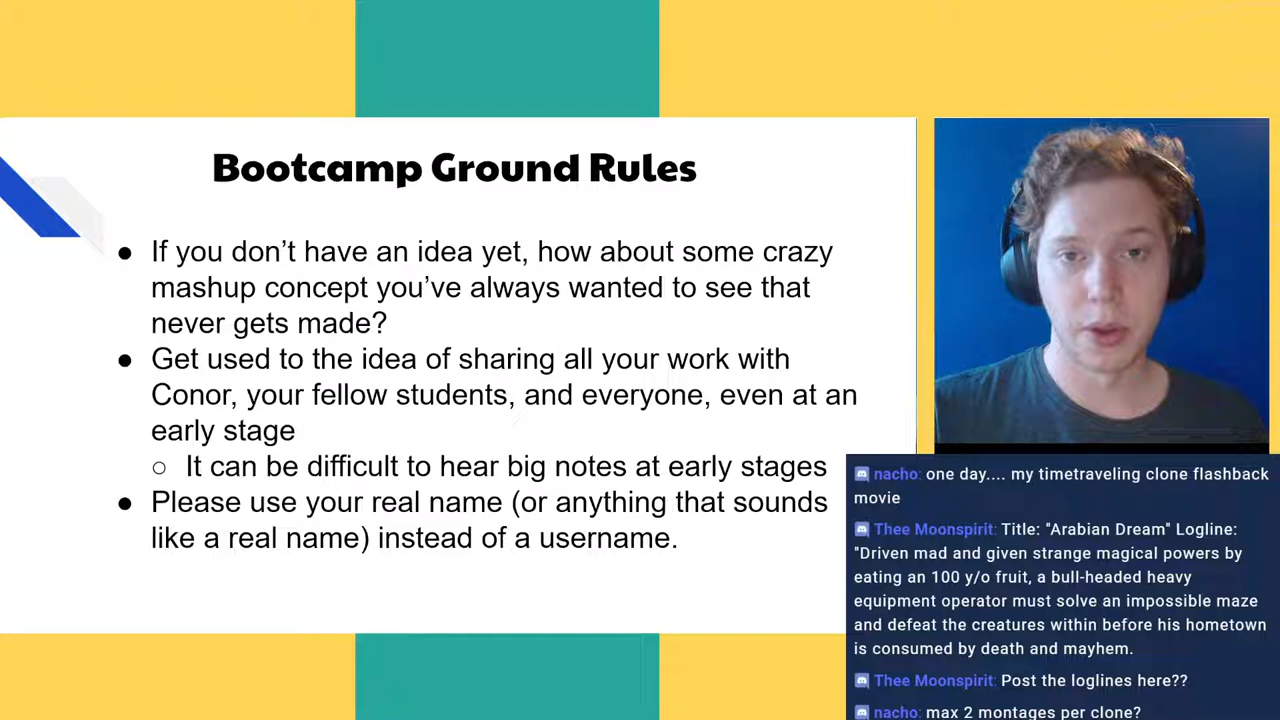 Bootcamp Ground Rules
● If you don’t have an idea yet, how about some crazy
mashup concept you’ve always wanted to see that
never gets made?
● Get used to the idea of sharing all your work with
Conor, your fellow students, and everyone, even at an
early stage
○ It can be difficult to hear big notes at early stages
● Please use your real name (or anything that sounds
like a real name) instead of a username.
nacho: one day.... my timetraveling clone flashback
movie
Thee Moonspirit: Title: "Arabian Dream" Logline:
"Driven mad and given strange magical powers by
eating an 100 y/o fruit, a bull-headed heavy
equipment operator must solve an impossible maze
and defeat the creatures within before his hometown
is consumed by death and mayhem.
Thee Moonspirit: Post the loglines here??
nacho: max 2 montages per clone?